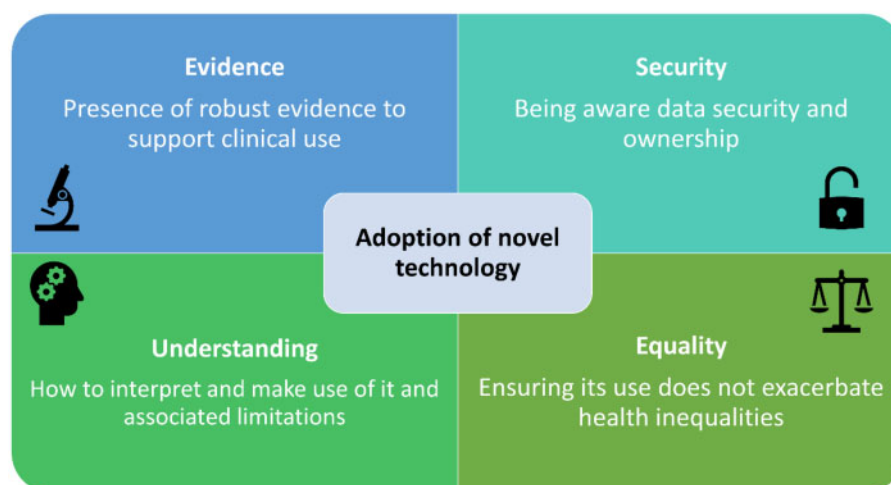 Evidence
Presence of robust evidence to
support clinical use
Security
Being aware data security and
ownership
Adoption of novel
technology
Understanding
How to interpret and make use of it and
associated limitations
Equality
Ensuring its use does not exacerbate
health inequalities